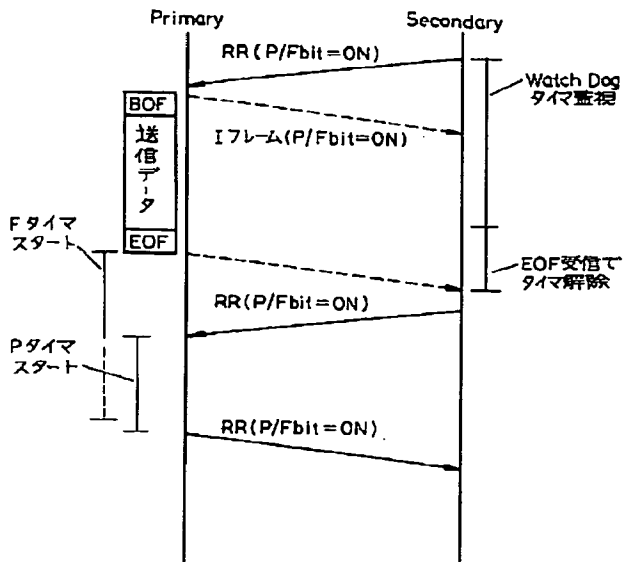 Primary
Secondary
RR(P/Fbit=ON)
Watch Dog
タイマ監視
BOF
送信データ
EOF
Iフレーム(P/Fbit=ON)
Fタイマ
スタート
EOF受信で
タイマ解除
RR(P/Fbit=ON)
Pタイマ
スタート
RR(P/Fbit=ON)